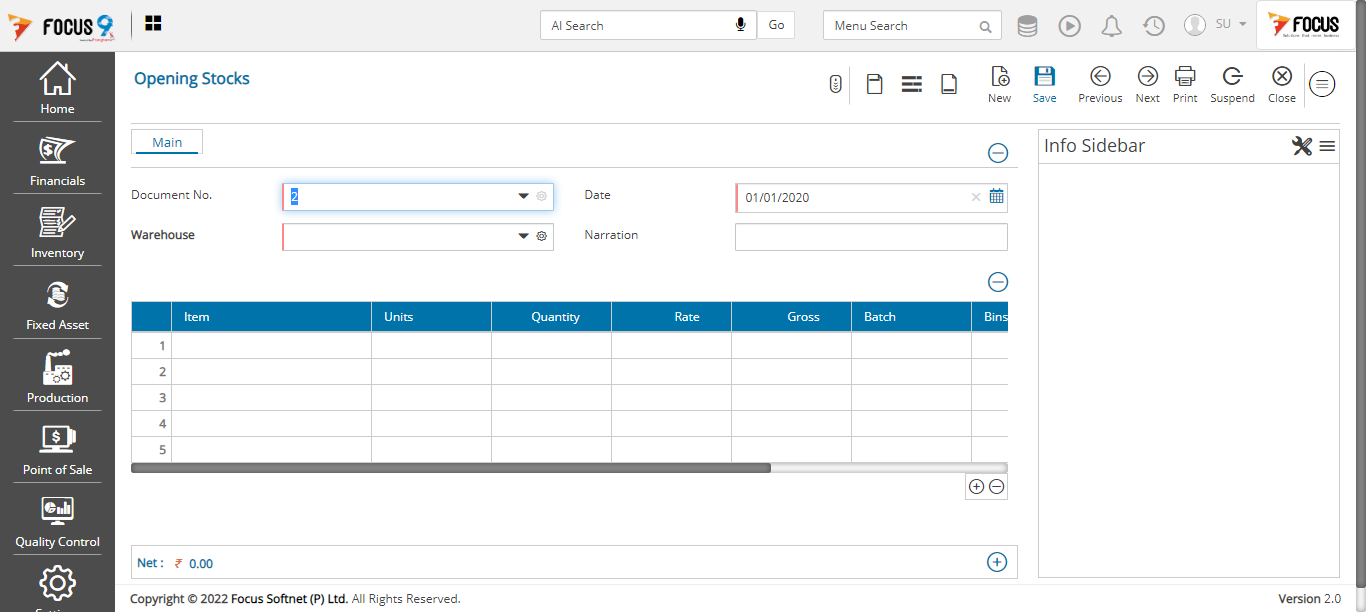 FOCUS 9
AI Search
Go
Menu Search
SU
FOCUS
Home
Financials
Inventory
Fixed Asset
Production
Point of Sale
Quality Control
Opening Stocks
New
Save
Previous
Next
Print
Suspend
Close
Main
Document No.
2
Date
01/01/2020
Warehouse
Narration
Info Sidebar
Item Units Quantity Rate Gross Batch Bins
1
2
3
4
5
Net : ₹ 0.00
Copyright © 2022 Focus Softnet (P) Ltd. All Rights Reserved.
Version 2.0